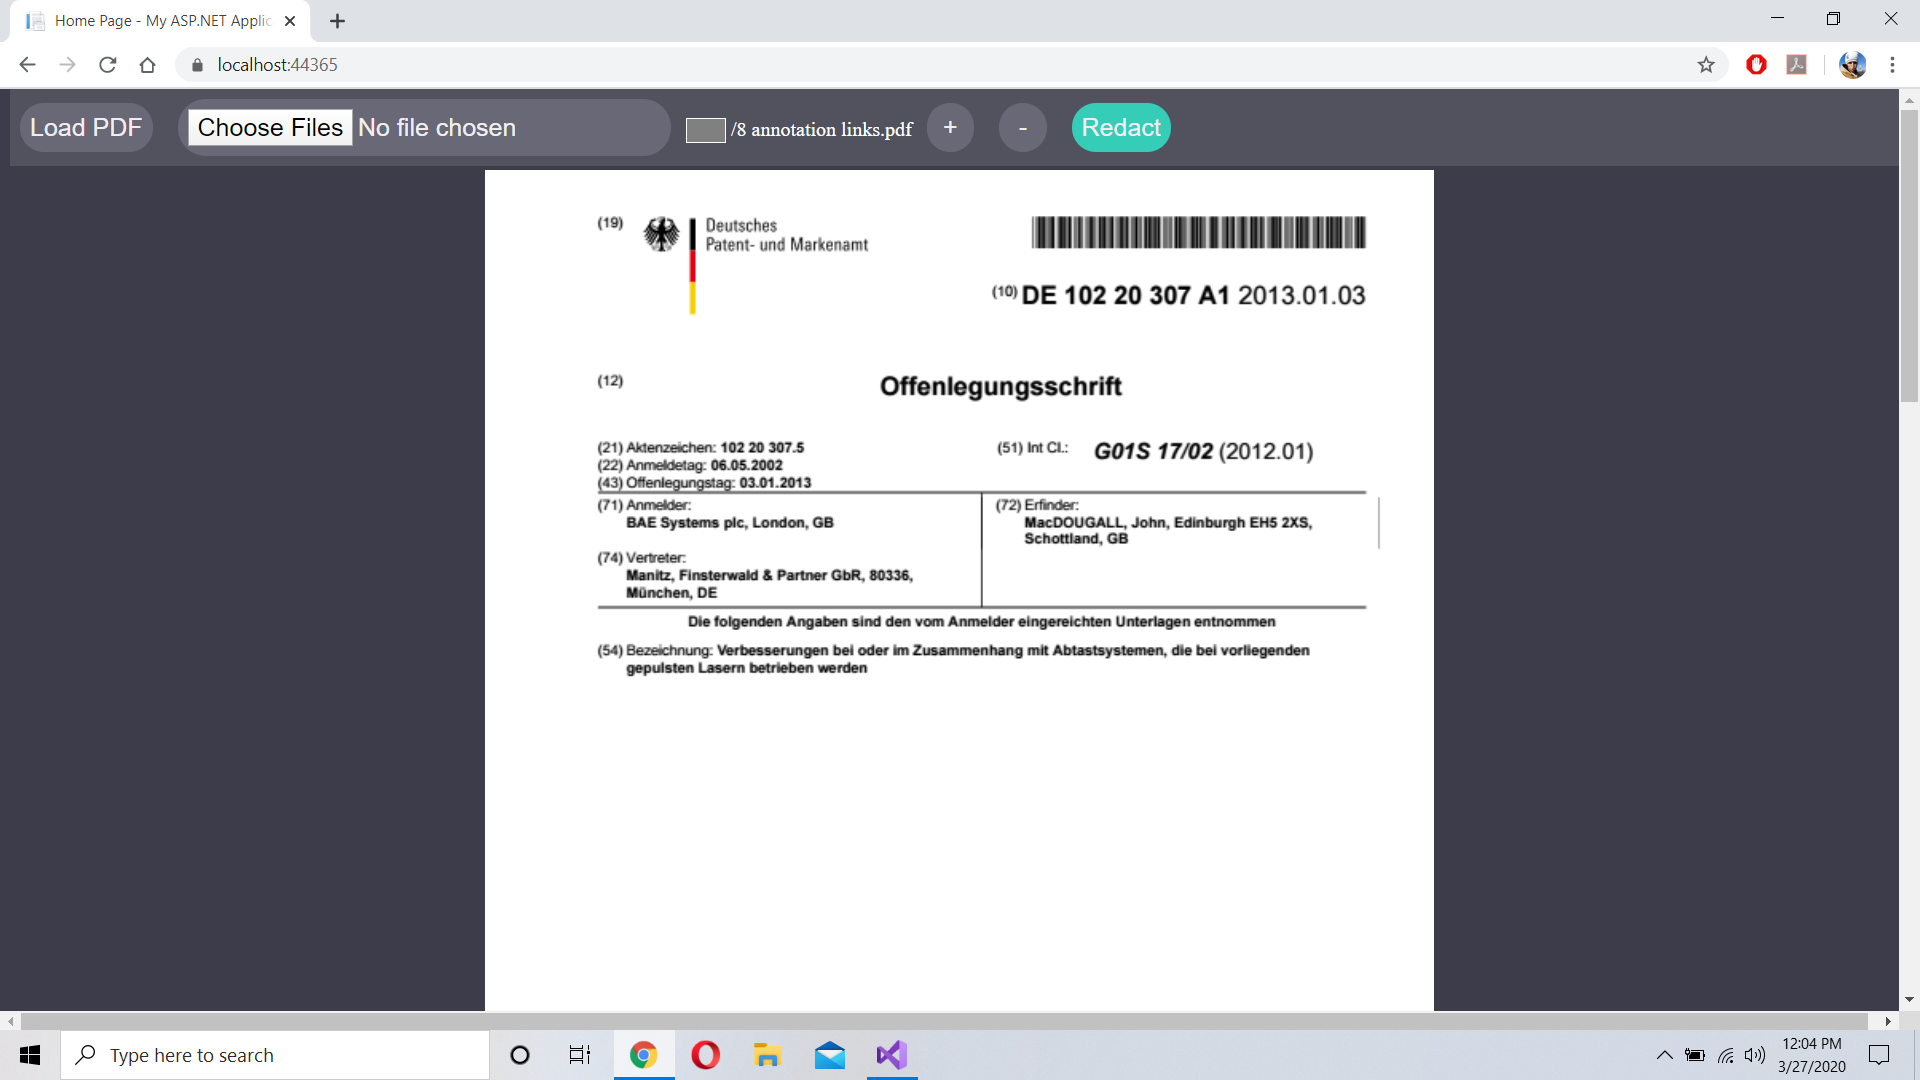 Home Page - My ASP.NET Applic
localhost:44365
Load PDF
Choose Files No file chosen
/8 annotation links.pdf
+
-
Redact
(19)
Deutsches
Patent- und Markenamt
(10) DE 102 20 307 A1 2013.01.03
(12)
Offenlegungsschrift
(21) Aktenzeichen: 102 20 307.5
(22) Anmeldetag: 06.05.2002
(43) Offenlegungstag: 03.01.2013
(51) Int Cl.: G01S 17/02 (2012.01)
(71) Anmelder:
BAE Systems plc, London, GB
(74) Vertreter:
Manitz, Finsterwald & Partner GbR, 80336,
München, DE
(72) Erfinder:
MacDOUGALL, John, Edinburgh EH5 2XS,
Schottland, GB
Die folgenden Angaben sind den vom Anmelder eingereichten Unterlagen entnommen
(54) Bezeichnung: Verbesserungen bei oder im Zusammenhang mit Abtastsystemen, die bei vorliegenden
gepulsten Lasern betrieben werden
Type here to search
12:04 PM
3/27/2020